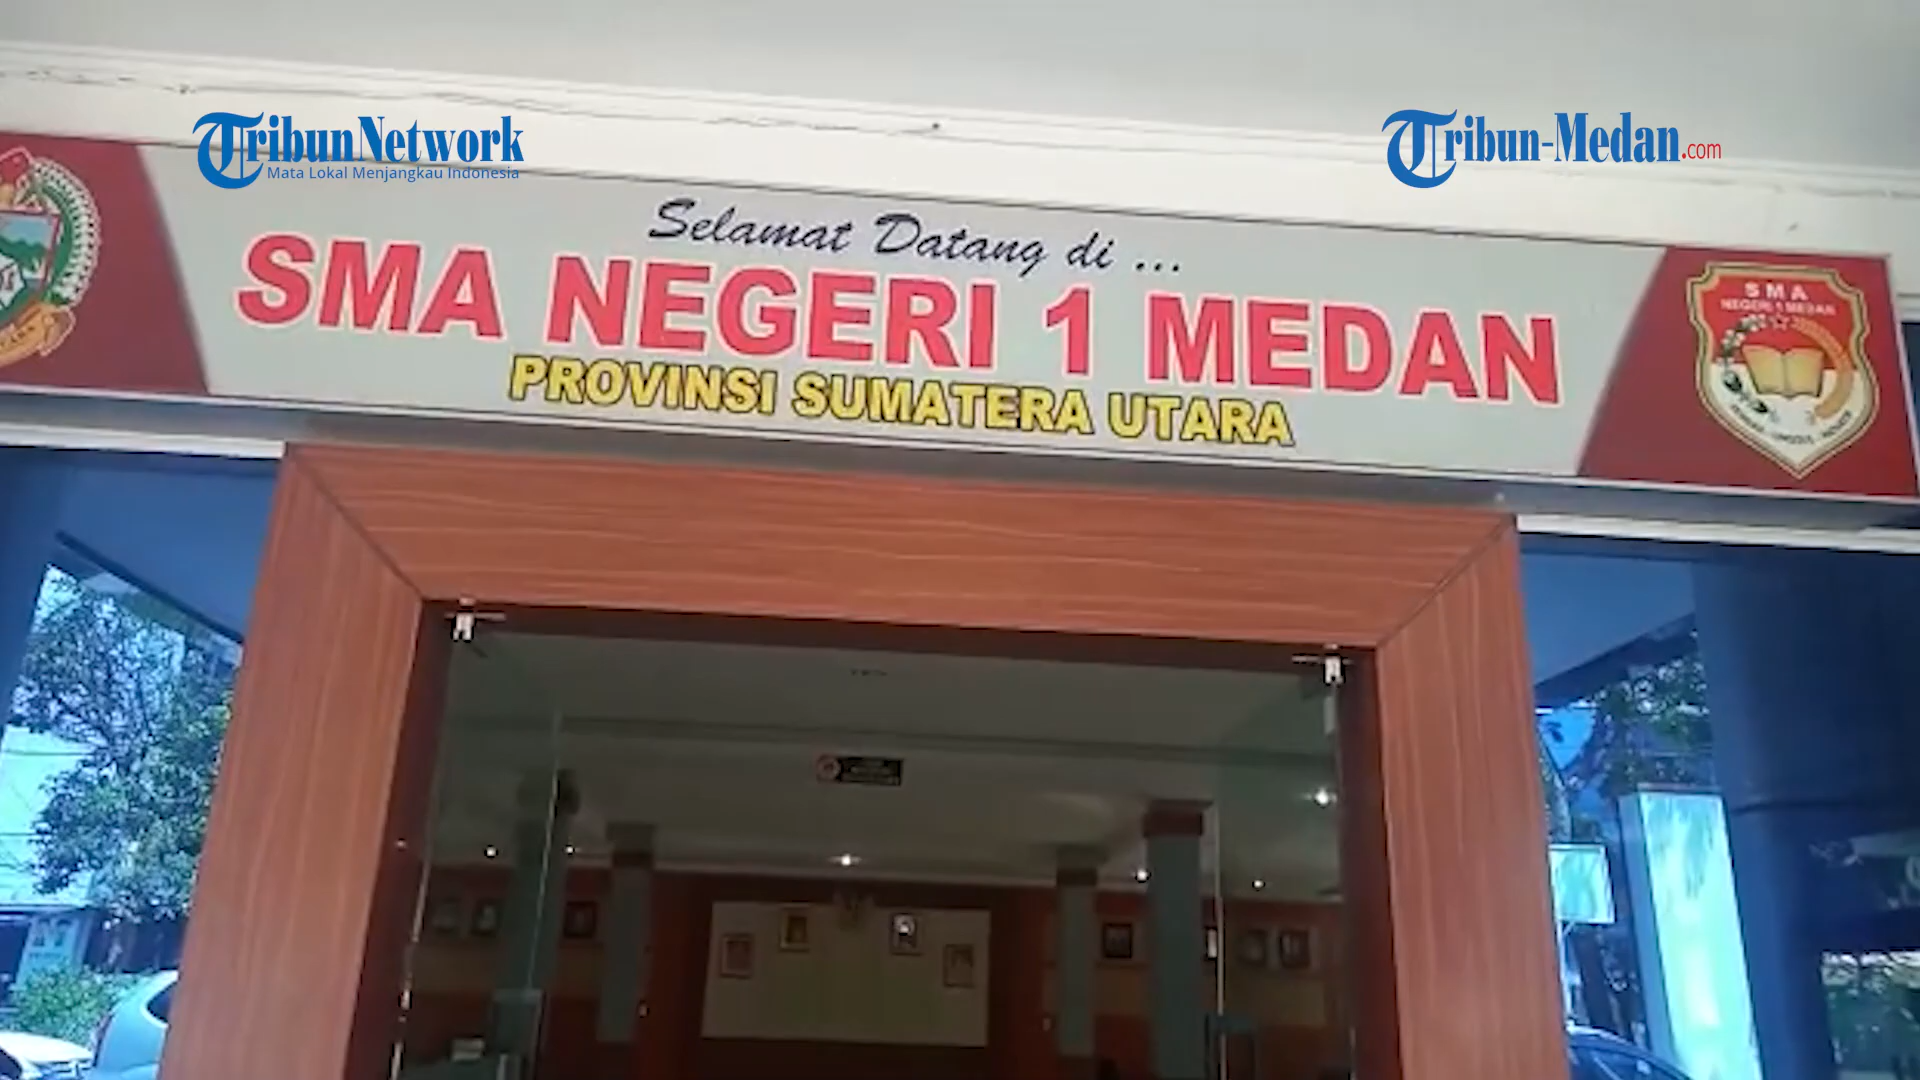 TribunNetwork
Mata Lokal Menjangkau Indonesia
Tribun-Medan.com
Selamat Datang di ...
SMA NEGERI 1 MEDAN
PROVINSI SUMATERA UTARA
SMA
NEGERI 1 MEDAN